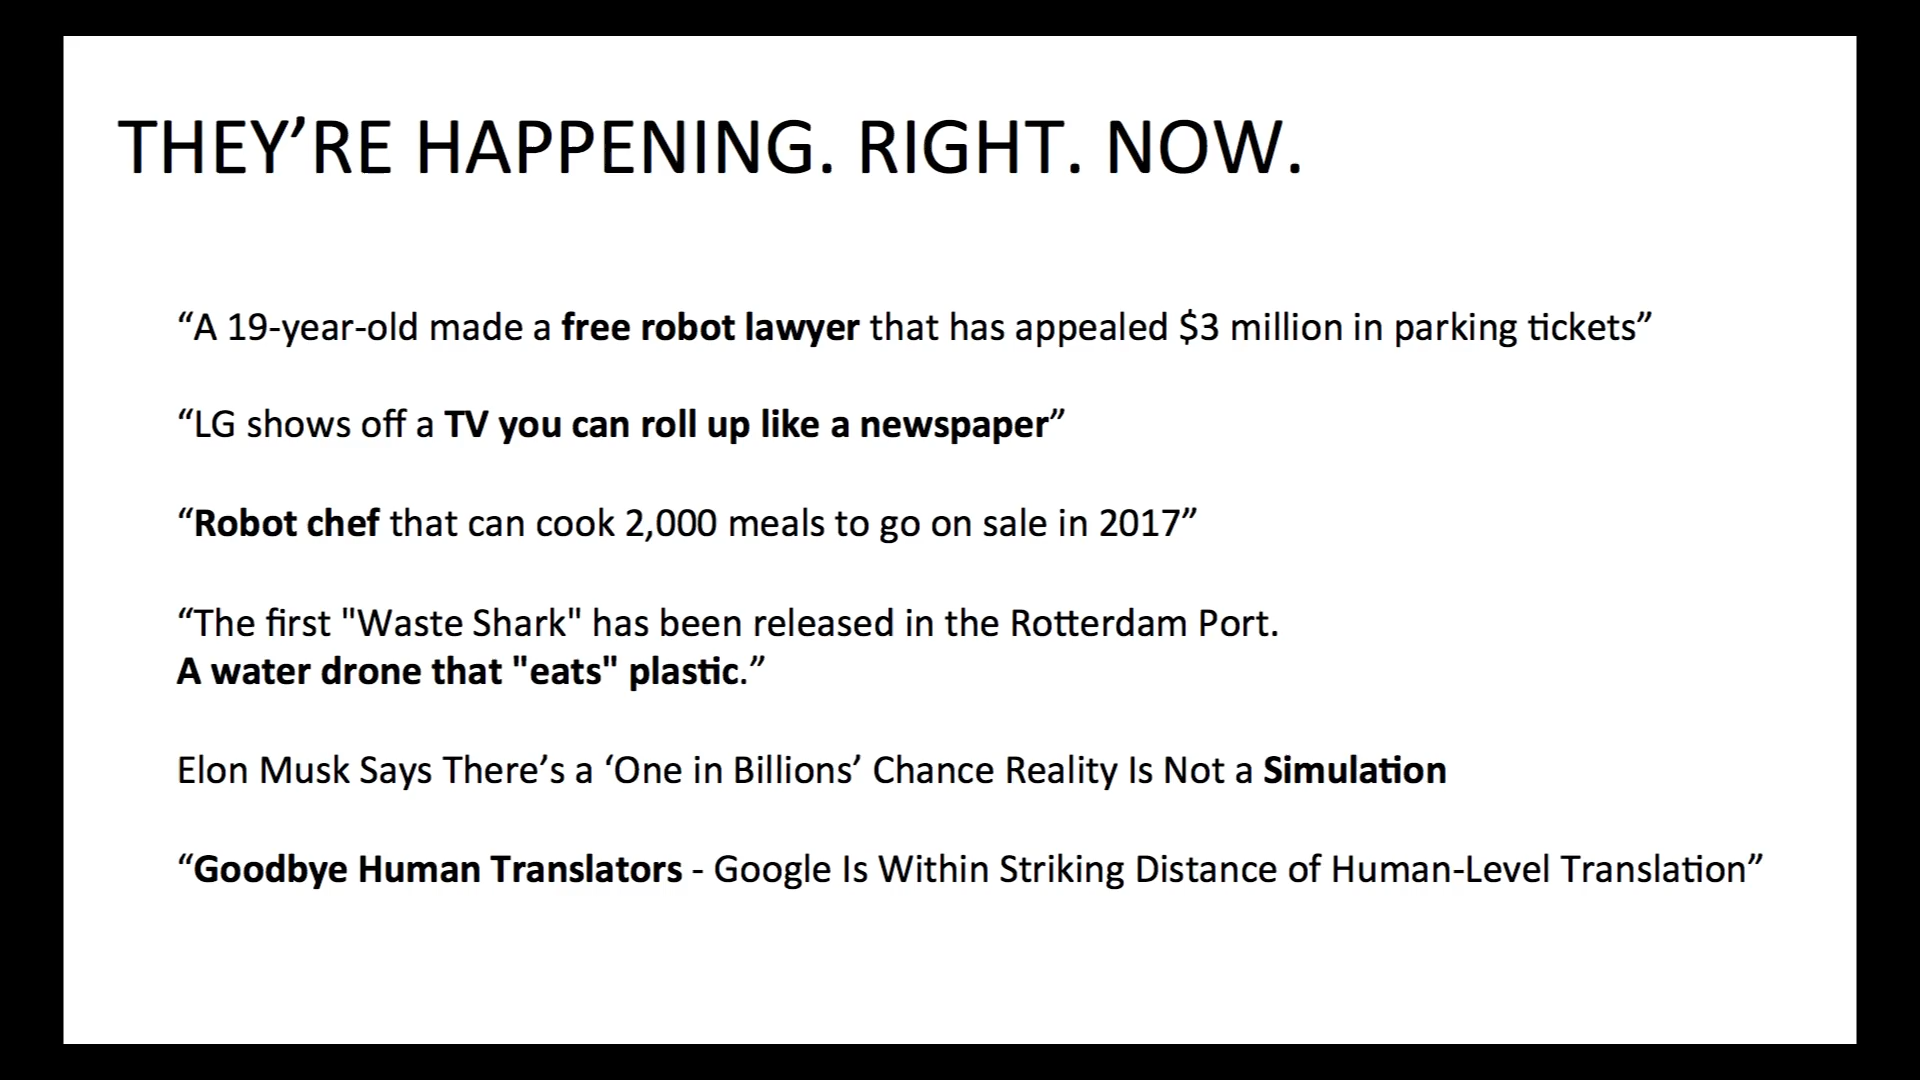 THEY’RE HAPPENING. RIGHT. NOW.
“A 19-year-old made a free robot lawyer that has appealed $3 million in parking tickets”
“LG shows off a TV you can roll up like a newspaper”
“Robot chef that can cook 2,000 meals to go on sale in 2017”
“The first "Waste Shark" has been released in the Rotterdam Port.
A water drone that "eats" plastic.”
Elon Musk Says There’s a ‘One in Billions’ Chance Reality Is Not a Simulation
“Goodbye Human Translators - Google Is Within Striking Distance of Human-Level Translation”